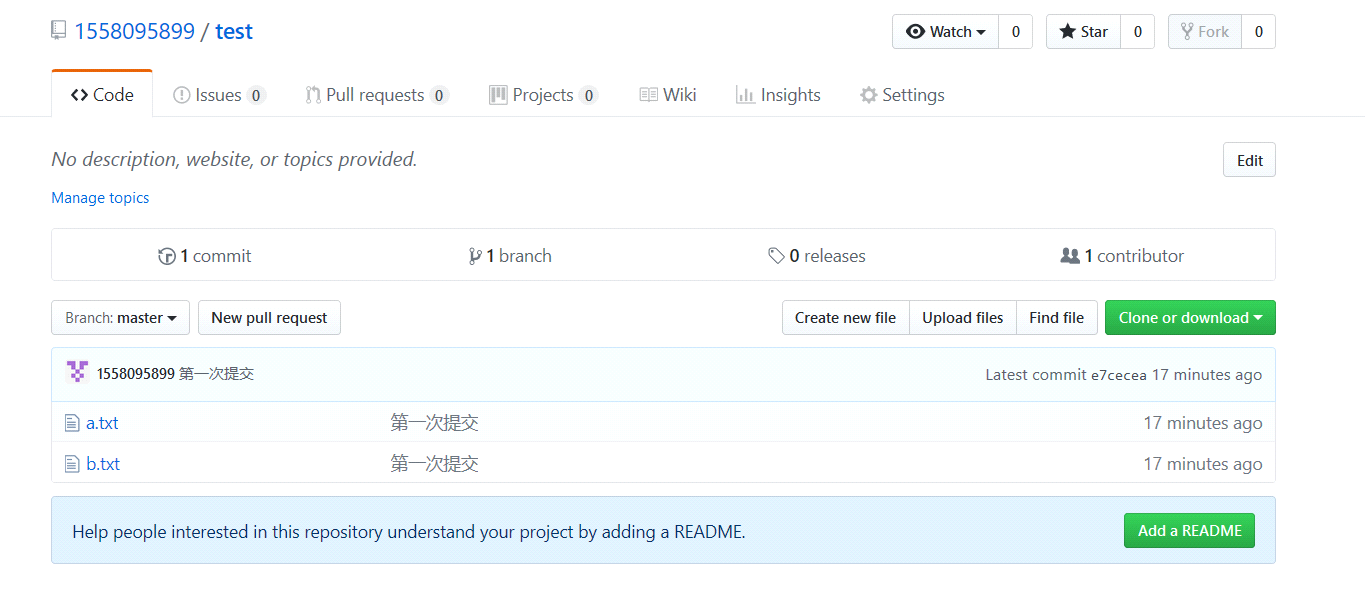 1558095899 / test Watch 0 Star 0 Fork 0
Code Issues 0 Pull requests 0 Projects 0 Wiki Insights Settings
No description, website, or topics provided. Edit
Manage topics
1 commit 1 branch 0 releases 1 contributor
Branch: master New pull request Create new file Upload files Find file Clone or download
1558095899 第一次提交 Latest commit e7cecea 17 minutes ago
a.txt 第一次提交 17 minutes ago
b.txt 第一次提交 17 minutes ago
Help people interested in this repository understand your project by adding a README. Add a README